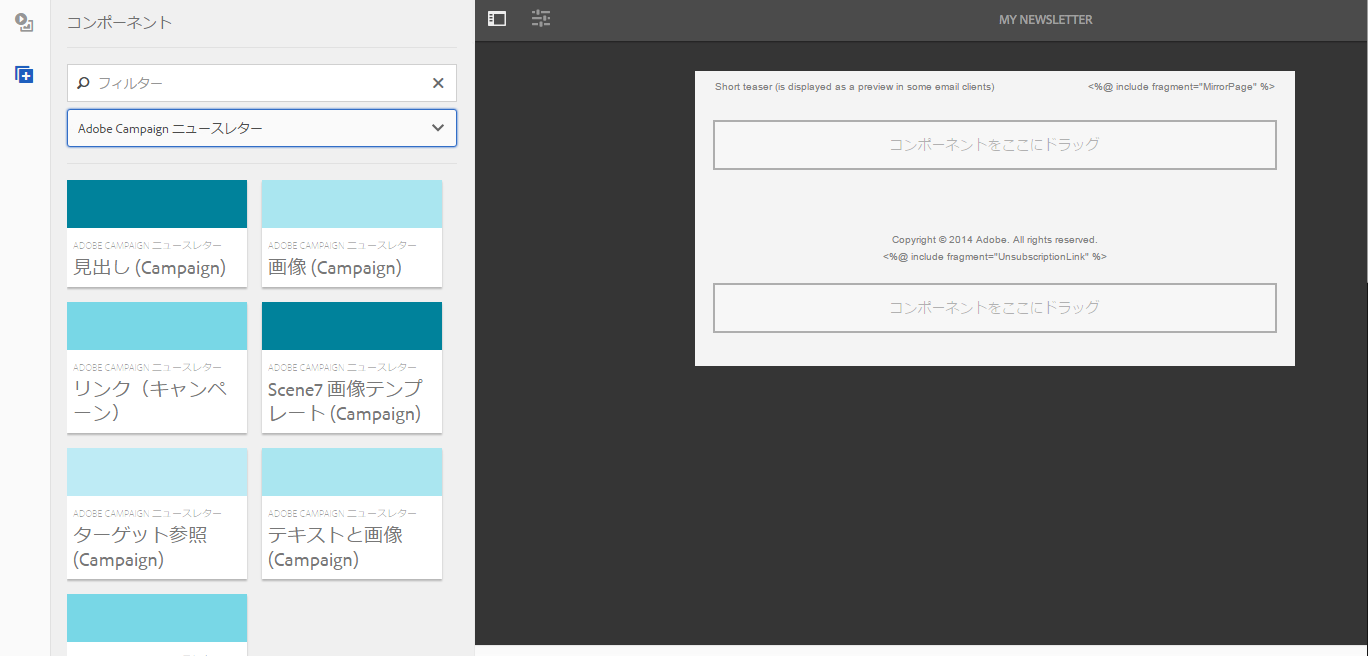 コンポーネント
フィルター
Adobe Campaign ニュースレター
ADOBE CAMPAIGN ニュースレター
見出し (Campaign)
ADOBE CAMPAIGN ニュースレター
画像 (Campaign)
ADOBE CAMPAIGN ニュースレター
リンク（キャンペ
ーン）
ADOBE CAMPAIGN ニュースレター
Scene7 画像テンプ
レート (Campaign)
ADOBE CAMPAIGN ニュースレター
ターゲット参照
(Campaign)
ADOBE CAMPAIGN ニュースレター
テキストと画像
(Campaign)
MY NEWSLETTER
Short teaser (is displayed as a preview in some email clients)
<%@ include fragment="MirrorPage" %>
コンポーネントをここにドラッグ
Copyright © 2014 Adobe. All rights reserved.
<%@ include fragment="UnsubscriptionLink" %>
コンポーネントをここにドラッグ